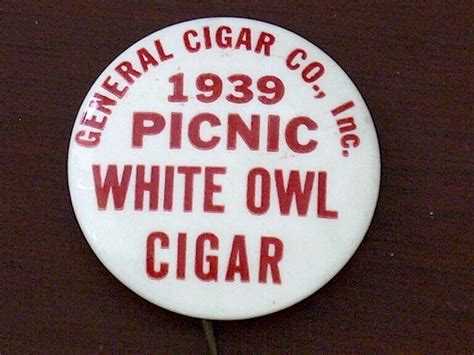 GENERAL CIGAR CO., Inc.
1939
PICNIC
WHITE OWL
CIGAR